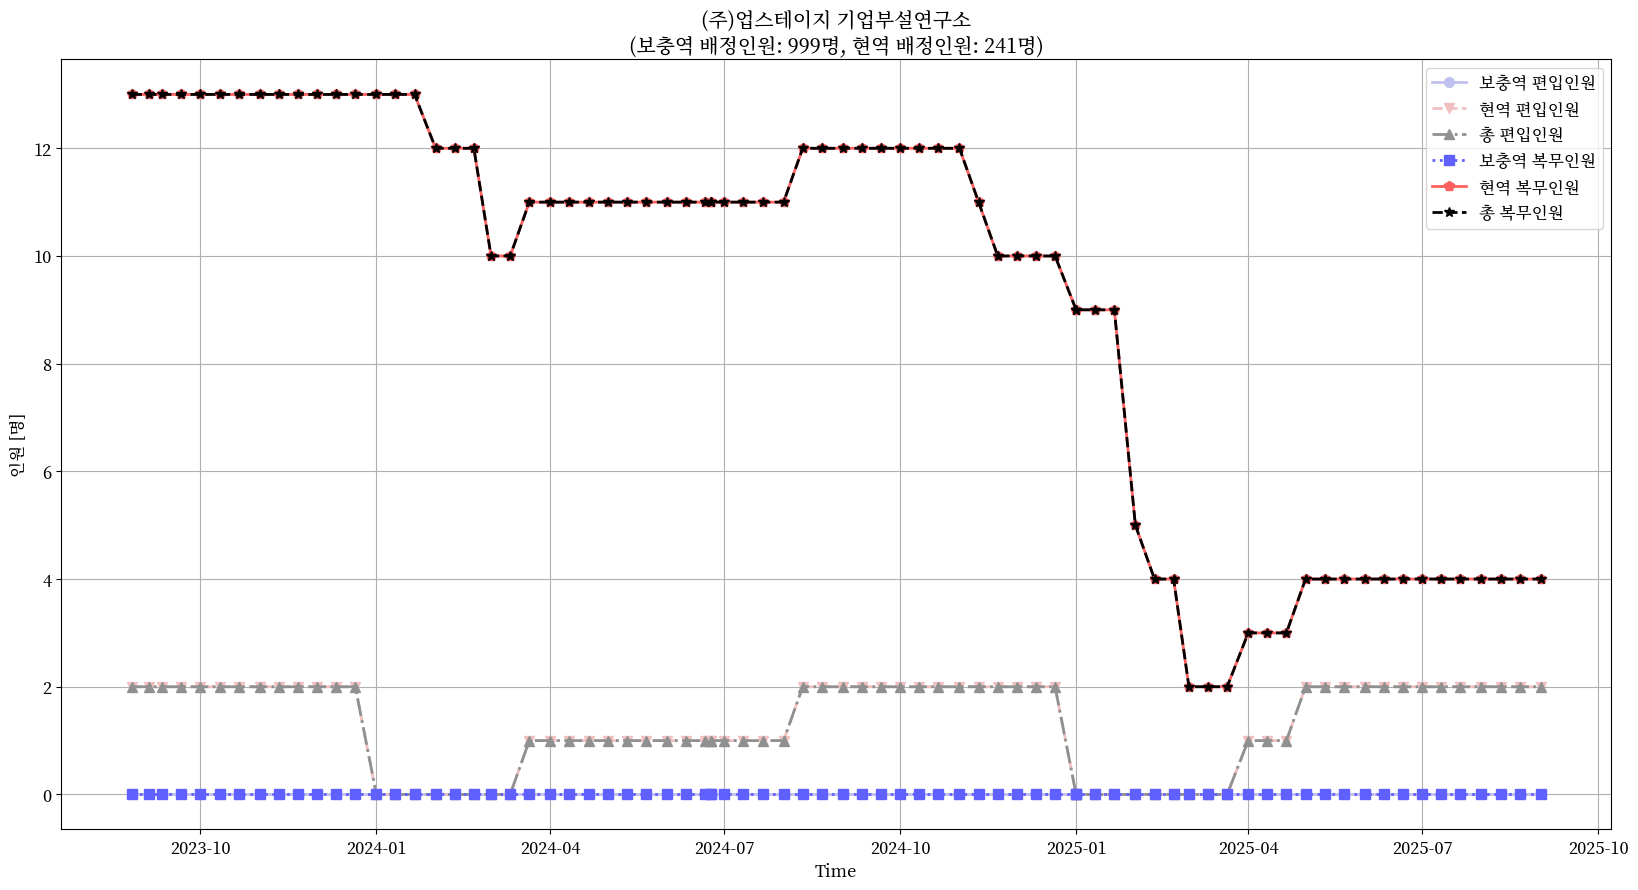 (주)업스테이지 기업부설연구소
(보충역 배정인원: 999명, 현역 배정인원: 241명)
보충역 편입인원
현역 편입인원
총 편입인원
보충역 복무인원
현역 복무인원
총 복무인원
인원 [명]
12
10
8
6
4
2
0
2023-10
2024-01
2024-04
2024-07
2024-10
2025-01
2025-04
2025-07
2025-10
Time